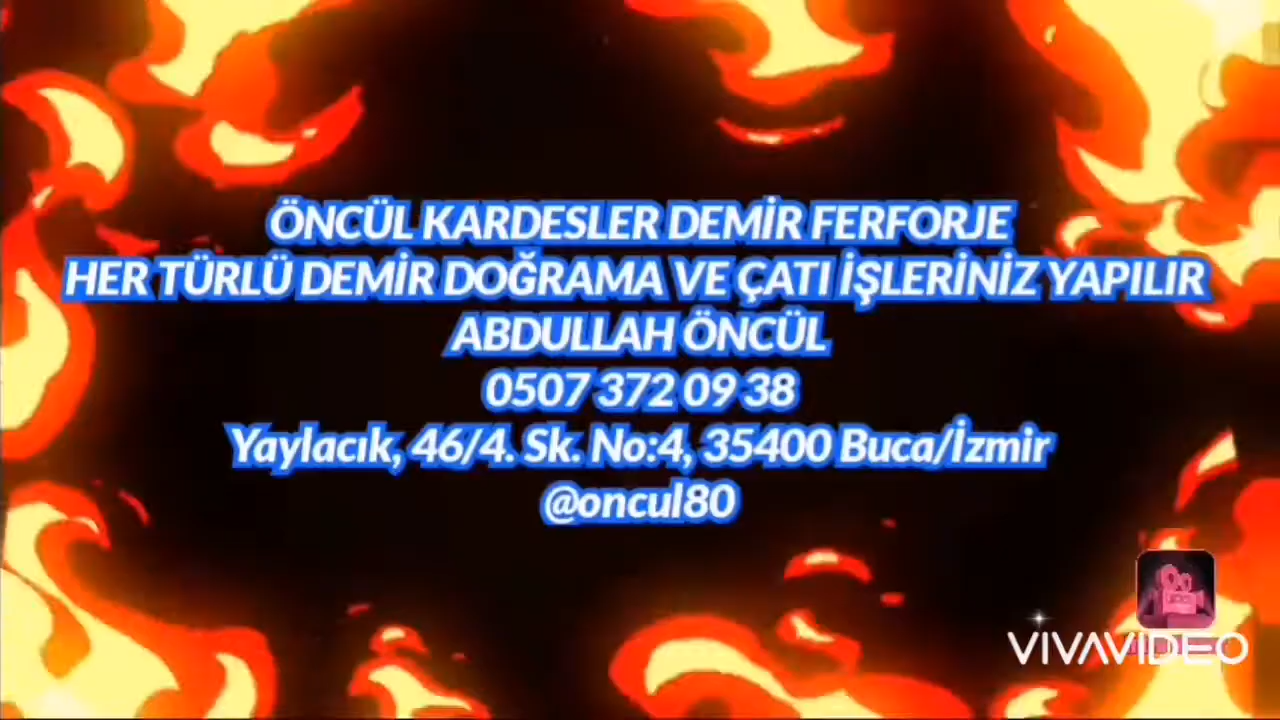 ÖNCÜL KARDESLER DEMİR FERFORJE
HER TÜRLÜ DEMİR DOĞRAMA VE ÇATI İŞLERİNİZ YAPILIR
ABDULLAH ÖNCÜL
0507 372 09 38
Yaylacık, 46/4. Sk. No:4, 35400 Buca/İzmir
@oncul80
VIVAVIDEO